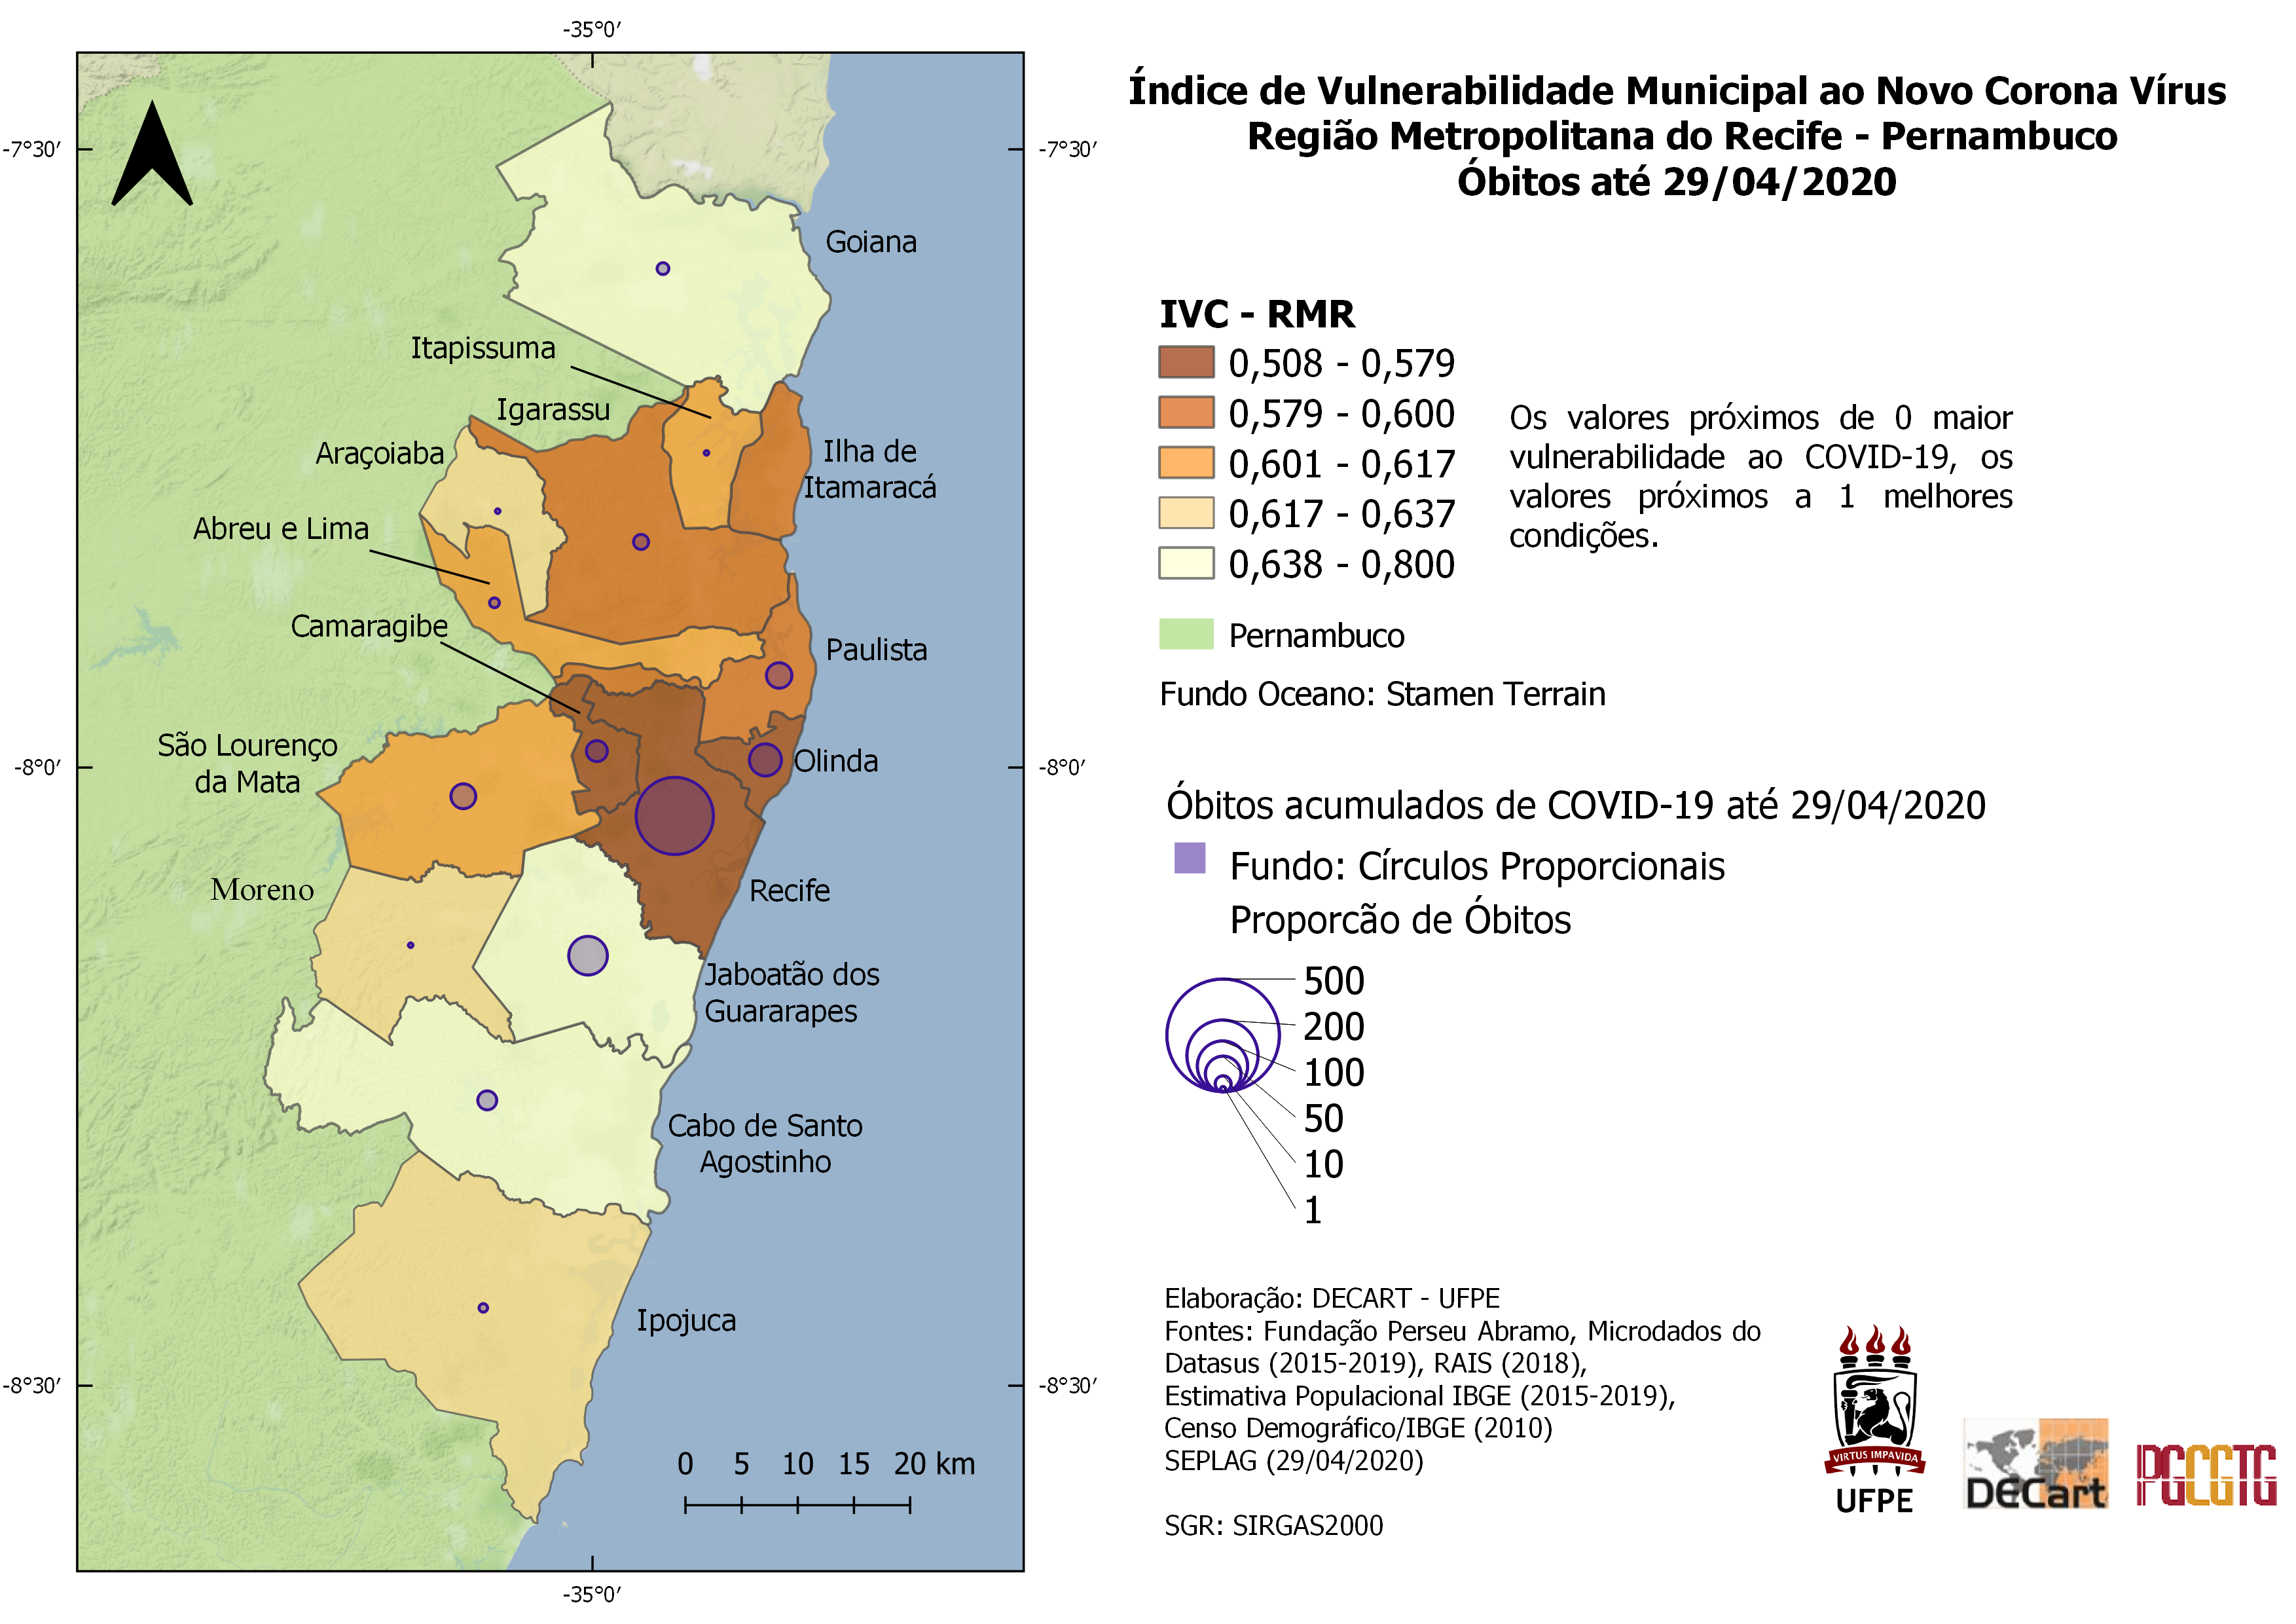 -35°0′
Índice de Vulnerabilidade Municipal ao Novo Corona Vírus
Região Metropolitana do Recife - Pernambuco
Óbitos até 29/04/2020
-7°30′
-7°30′
Goiana
Itapissuma
Igarassu
Araçoiaba
Ilha de
Itamaracá
Abreu e Lima
Camaragibe
Paulista
São Lourenço
da Mata
Olinda
-8°0′
-8°0′
Moreno
Recife
Jaboatão dos
Guararapes
Cabo de Santo
Agostinho
Ipojuca
-8°30′
-8°30′
0 5 10 15 20 km
-35°0′
IVC - RMR
0,508 - 0,579
0,579 - 0,600
0,601 - 0,617
0,617 - 0,637
0,638 - 0,800
Os valores próximos de 0 maior
vulnerabilidade ao COVID-19, os
valores próximos a 1 melhores
condições.
Pernambuco
Fundo Oceano: Stamen Terrain
Óbitos acumulados de COVID-19 até 29/04/2020
Fundo: Círculos Proporcionais
Proporcão de Óbitos
500
200
100
50
10
1
Elaboração: DECART - UFPE
Fontes: Fundação Perseu Abramo, Microdados do
Datasus (2015-2019), RAIS (2018),
Estimativa Populacional IBGE (2015-2019),
Censo Demográfico/IBGE (2010)
SEPLAG (29/04/2020)
SGR: SIRGAS2000
VIRTUS IMPAVIDA
UFPE
DECart
PGCGTG